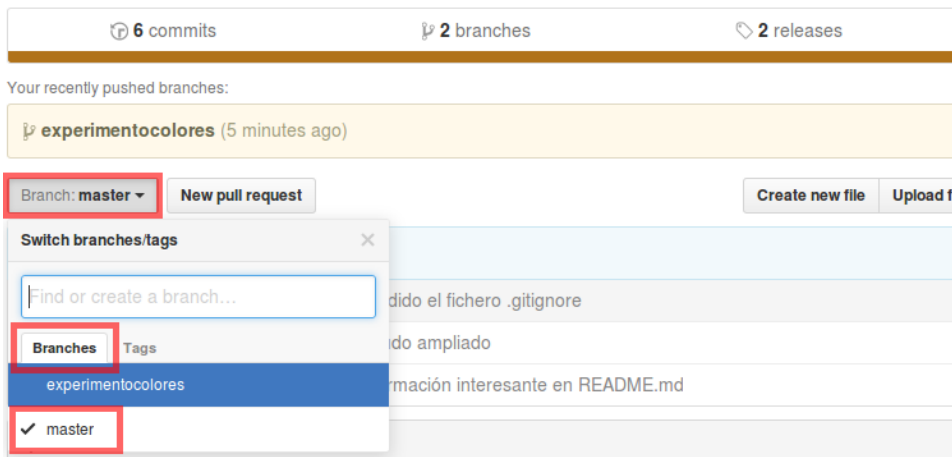 6 commits
2 branches
2 releases
Your recently pushed branches:
experimentocolores (5 minutes ago)
Branch: master
New pull request
Create new file
Upload f
Switch branches/tags
Find or create a branch…
dido el fichero .gitignore
Branches
Tags
do ampliado
experimentocolores
rmación interesante en README.md
master